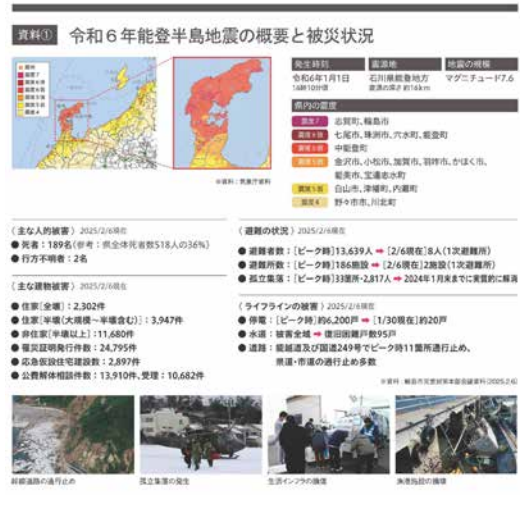 資料① 令和6年能登半島地震の概要と被災状況
震度7
震度4
※資料：気象庁資料
発生時刻 震源地 地震の規模
令和6年1月1日 石川県能登地方 マグニチュード7.6
16時10分頃 震源の深さ 約16km
県内の震度
震度7 志賀町、輪島市
震度6強 七尾市、珠洲市、穴水町、能登町
震度6弱 中能登町
震度5強 金沢市、小松市、加賀市、羽咋市、かほく市、
能美市、宝達志水町
震度5弱 白山市、津幡町、内灘町
震度4 野々市市、川北町
〈主な人的被害〉2025/2/6現在
●死者：189名(参考：県全体死者数518人の36%)
●行方不明者：2名
〈主な建物被害〉2025/2/6現在
●住家[全壊]：2,302件
●住家[半壊(大規模〜半壊含む)]：3,947件
●非住家[半壊以上]：11,680件
●罹災証明発行件数：24,795件
●応急仮設住宅建設数：2,897件
●公費解体相談件数：13,910件、受理：10,682件
〈避難の状況〉2025/2/6現在
●避難者数：[ピーク時]13,639人➡[2/6現在]8人(1次避難所)
●避難所数：[ピーク時]186施設➡[2/6現在]2施設(1次避難所)
●孤立集落：[ピーク時]33箇所・2,817人➡2024年1月末までに実質的に解消
〈ライフラインの被害〉2025/2/6現在
●停電：[ピーク時]約6,200戸➡[1/30現在]約20戸
●水道：被害全域➡復旧困難戸数95戸
●道路：能越道及び国道249号でピーク時11箇所通行止め、
県道・市道の通行止め多数
※資料：輪島市災害対策本部会議資料(2025.2.6)
幹線道路の通行止め
孤立集落の発生
生活インフラの損傷
漁港施設の損壊